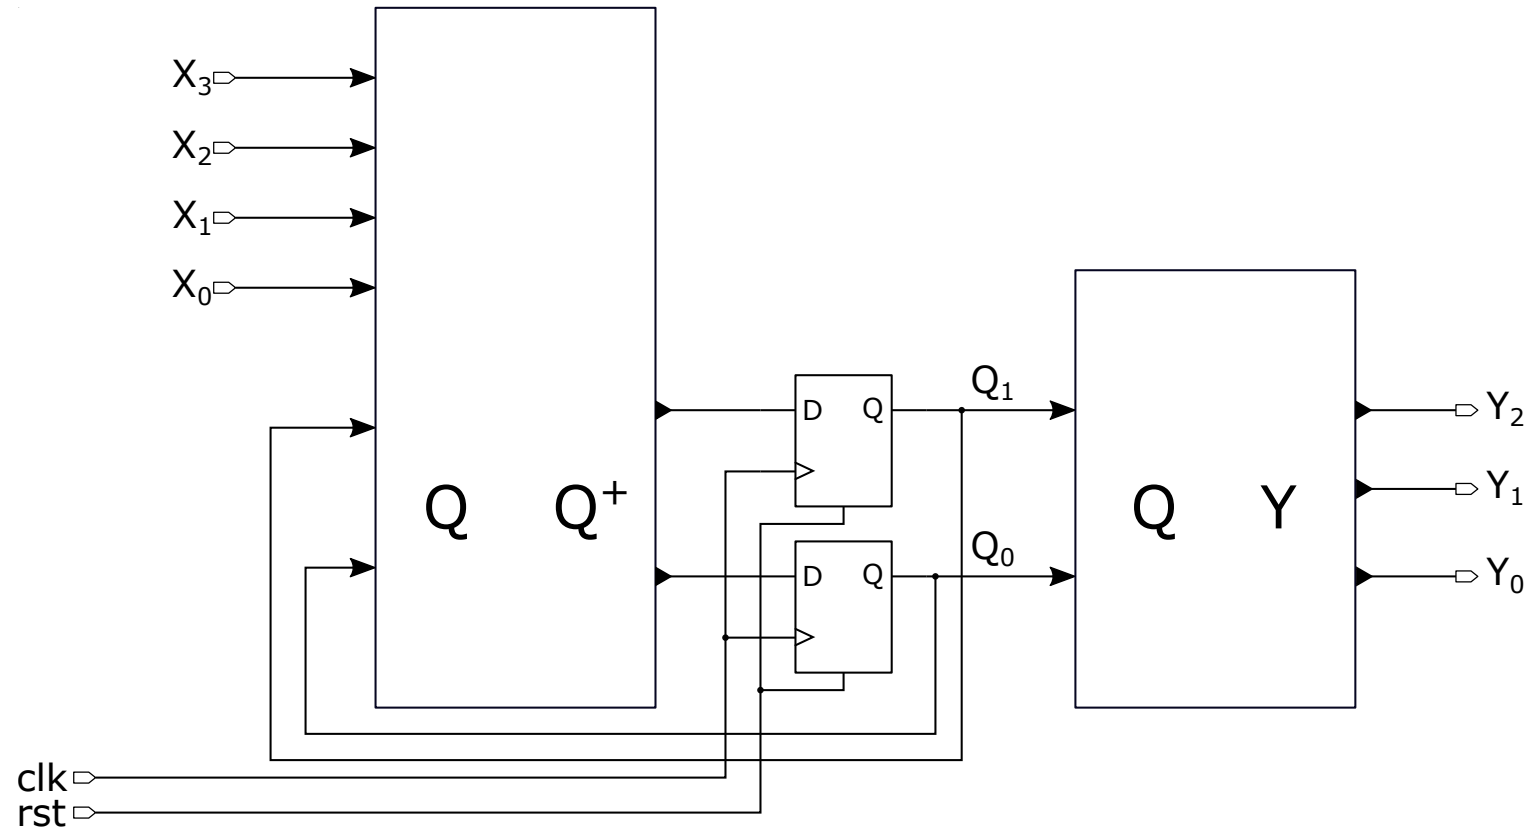 X₃
X₂
X₁
X₀
Q₁
D Q
Y₂
Q Q⁺
Q Y
Y₁
Q₀
D Q
Y₀
clk
rst